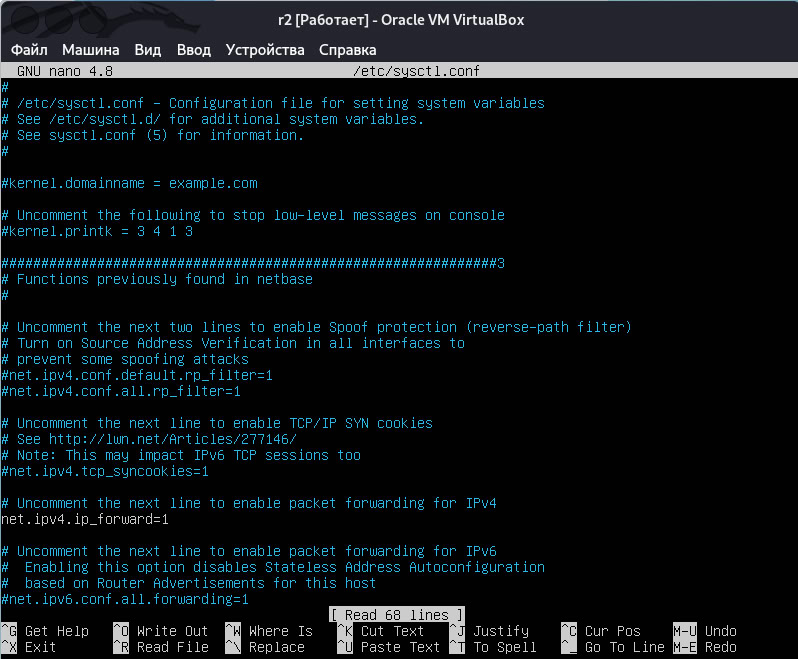 r2 [Работает] - Oracle VM VirtualBox
Файл Машина Вид Ввод Устройства Справка
GNU nano 4.8 /etc/sysctl.conf
#
# /etc/sysctl.conf - Configuration file for setting system variables
# See /etc/sysctl.d/ for additional system variables.
# See sysctl.conf (5) for information.
#
#kernel.domainname = example.com
# Uncomment the following to stop low-level messages on console
#kernel.printk = 3 4 1 3
##############################################################3
# Functions previously found in netbase
#
# Uncomment the next two lines to enable Spoof protection (reverse-path filter)
# Turn on Source Address Verification in all interfaces to
# prevent some spoofing attacks
#net.ipv4.conf.default.rp_filter=1
#net.ipv4.conf.all.rp_filter=1
# Uncomment the next line to enable TCP/IP SYN cookies
# See http://lwn.net/Articles/277146/
# Note: This may impact IPv6 TCP sessions too
#net.ipv4.tcp_syncookies=1
# Uncomment the next line to enable packet forwarding for IPv4
net.ipv4.ip_forward=1
# Uncomment the next line to enable packet forwarding for IPv6
#  Enabling this option disables Stateless Address Autoconfiguration
#  based on Router Advertisements for this host
#net.ipv6.conf.all.forwarding=1
[ Read 68 lines ]
^G Get Help ^O Write Out ^W Where Is ^K Cut Text ^J Justify ^C Cur Pos M-U Undo
^X Exit ^R Read File ^\ Replace ^U Paste Text ^T To Spell ^_ Go To Line M-E Redo